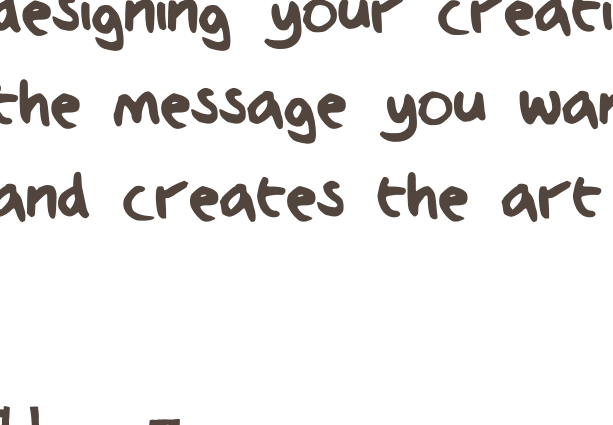 designing your creati
the message you wan
and creates the art